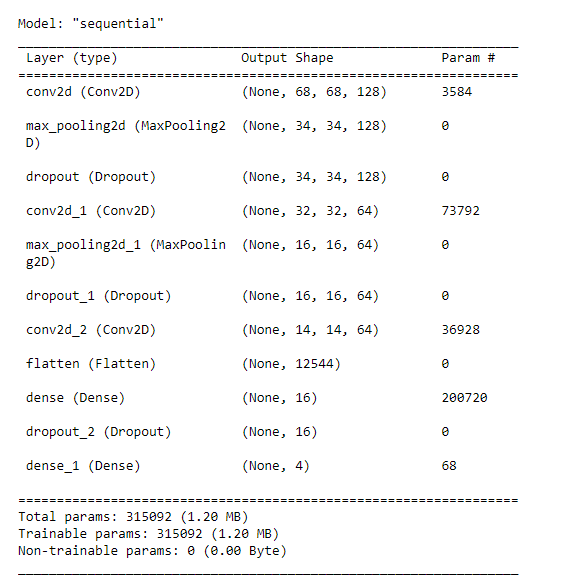 Model: "sequential"
_________________________________________________________________
Layer (type) Output Shape Param #
=================================================================
conv2d (Conv2D) (None, 68, 68, 128) 3584
max_pooling2d (MaxPooling2 (None, 34, 34, 128) 0
D)
dropout (Dropout) (None, 34, 34, 128) 0
conv2d_1 (Conv2D) (None, 32, 32, 64) 73792
max_pooling2d_1 (MaxPoolin (None, 16, 16, 64) 0
g2D)
dropout_1 (Dropout) (None, 16, 16, 64) 0
conv2d_2 (Conv2D) (None, 14, 14, 64) 36928
flatten (Flatten) (None, 12544) 0
dense (Dense) (None, 16) 200720
dropout_2 (Dropout) (None, 16) 0
dense_1 (Dense) (None, 4) 68
=================================================================
Total params: 315092 (1.20 MB)
Trainable params: 315092 (1.20 MB)
Non-trainable params: 0 (0.00 Byte)
_________________________________________________________________